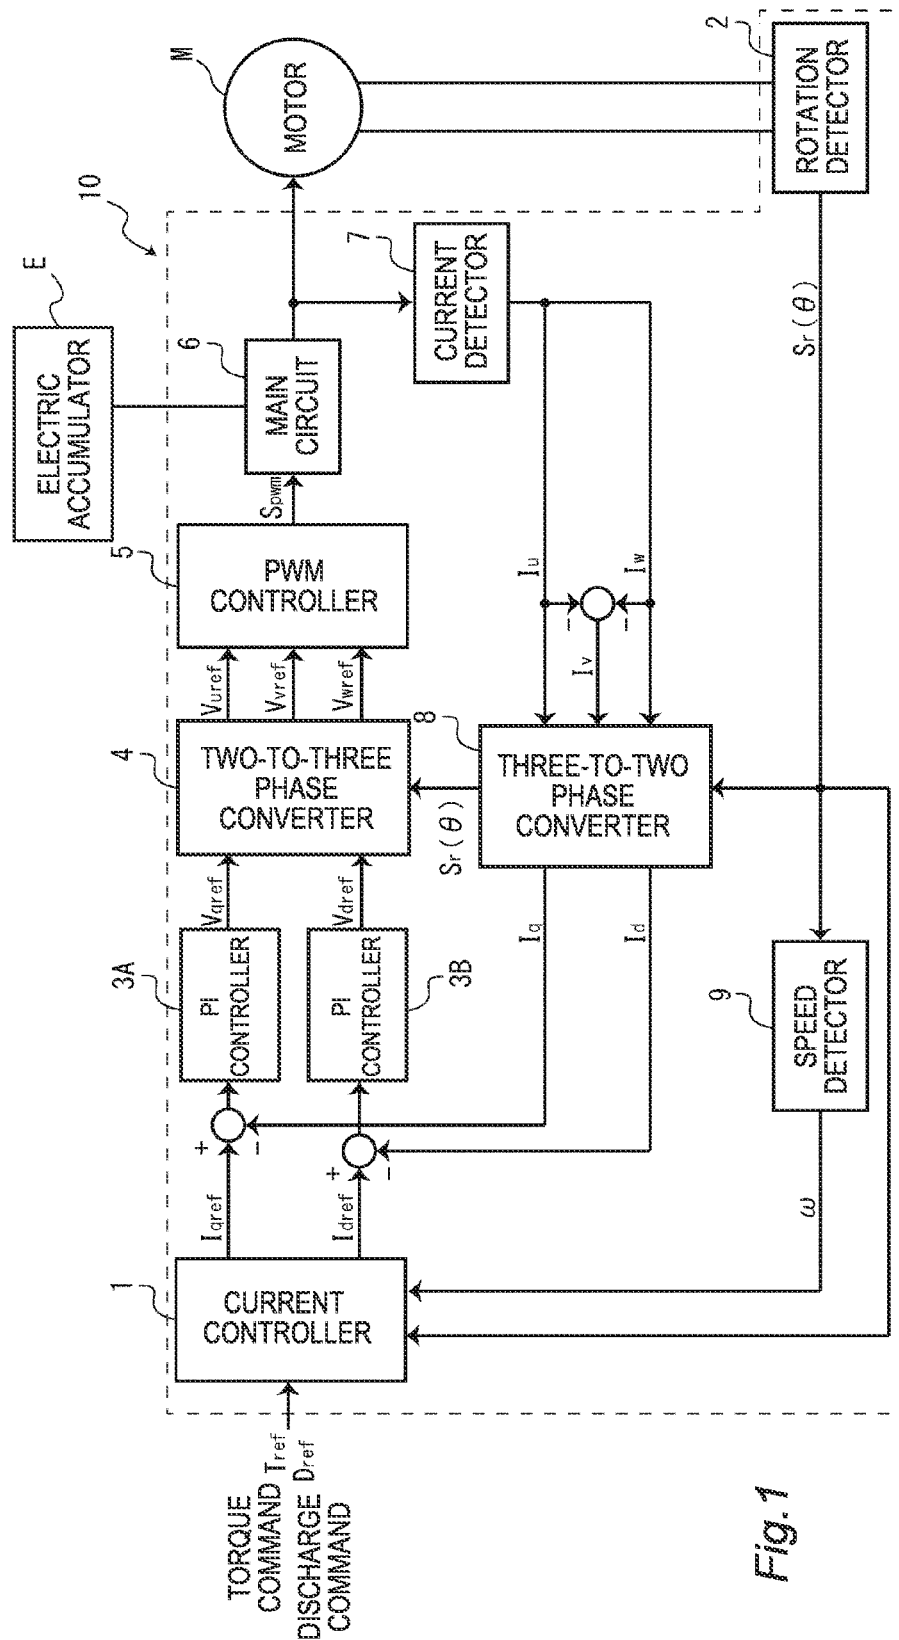 ELECTRIC
ACCUMULATOR
E
10
M
MOTOR
2
ROTATION
DETECTOR
1
CURRENT
CONTROLLER
TORQUE
COMMAND Tref
DISCHARGE Dref
COMMAND
Iqref
Idref
+
-
+
-
3A
PI
CONTROLLER
3B
PI
CONTROLLER
Vqref
Vdref
4
TWO-TO-THREE
PHASE
CONVERTER
Vuref
Vvref
Vwref
5
PWM
CONTROLLER
Spwm
6
MAIN
CIRCUIT
7
CURRENT
DETECTOR
Iu
Iw
-
-
Iv
8
THREE-TO-TWO
PHASE
CONVERTER
Sr(θ)
Iq
Id
9
SPEED
DETECTOR
ω
Sr(θ)
Fig.1